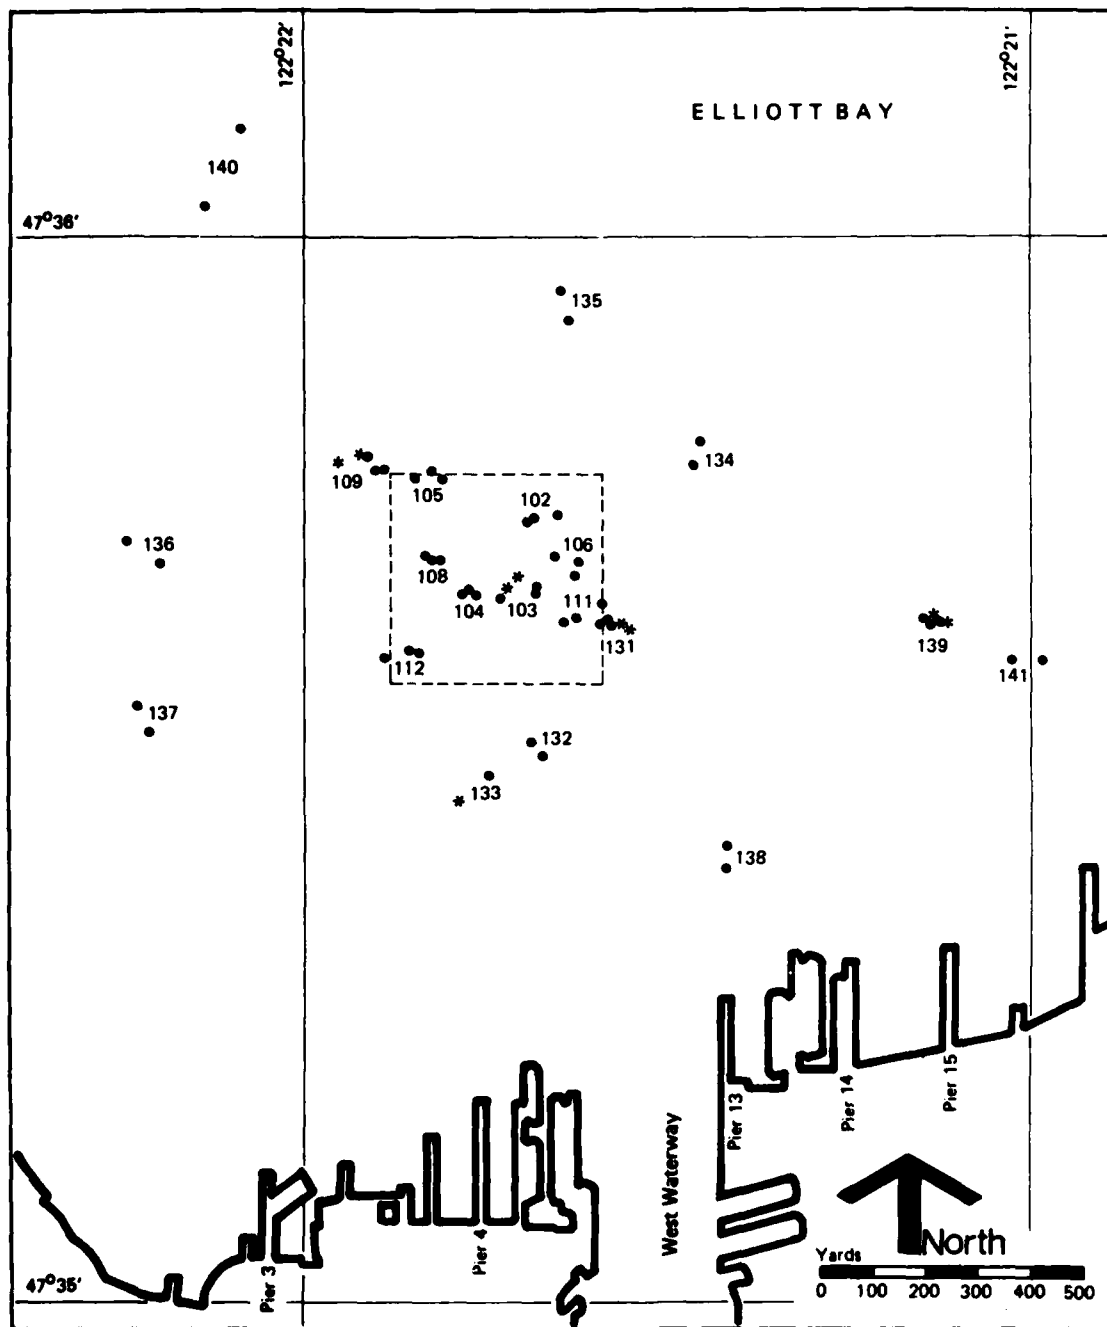 122°22'
122°21'
ELLIOTT BAY
140
47°36'
135
134
109
105
102
136
106
108
104
103
111
131
139
112
141
137
132
133
138
Pier 13
Pier 14
Pier 15
West Waterway
Pier 4
Pier 3
North
Yards
0 100 200 300 400 500
47°35'